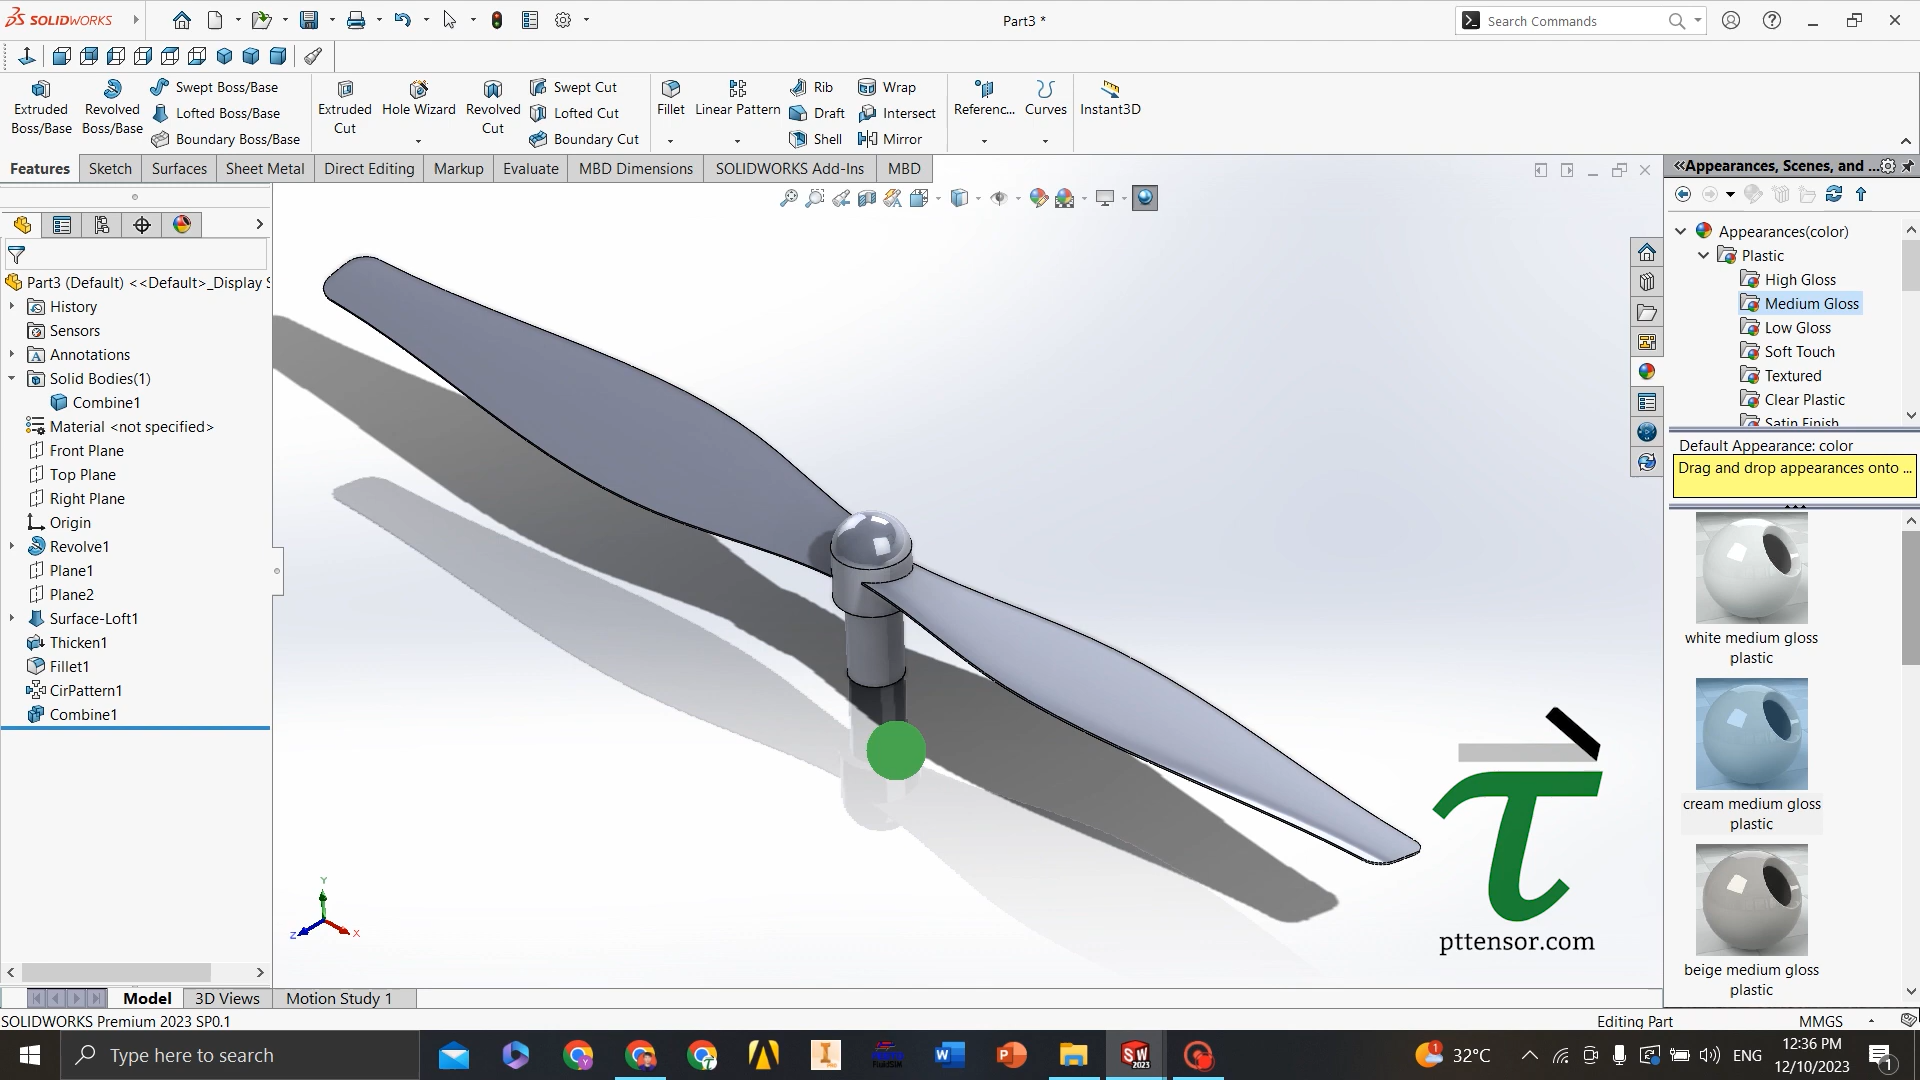 SOLIDWORKS
Part3 *
Search Commands
Extruded Boss/Base
Revolved Boss/Base
Swept Boss/Base
Lofted Boss/Base
Boundary Boss/Base
Extruded Cut
Hole Wizard
Revolved Cut
Swept Cut
Lofted Cut
Boundary Cut
Fillet
Linear Pattern
Rib
Draft
Shell
Wrap
Intersect
Mirror
Referenc...
Curves
Instant3D
Features
Sketch
Surfaces
Sheet Metal
Direct Editing
Markup
Evaluate
MBD Dimensions
SOLIDWORKS Add-Ins
MBD
Part3 (Default) <<Default>_Display S
History
Sensors
Annotations
Solid Bodies(1)
Combine1
Material <not specified>
Front Plane
Top Plane
Right Plane
Origin
Revolve1
Plane1
Plane2
Surface-Loft1
Thicken1
Fillet1
CirPattern1
Combine1
Y
Z
X
pttensor.com
«Appearances, Scenes, and ...
Appearances(color)
Plastic
High Gloss
Medium Gloss
Low Gloss
Soft Touch
Textured
Clear Plastic
Satin Finish
Default Appearance: color
Drag and drop appearances onto ...
white medium gloss
plastic
cream medium gloss
plastic
beige medium gloss
plastic
Model
3D Views
Motion Study 1
SOLIDWORKS Premium 2023 SP0.1
Editing Part
MMGS
Type here to search
FluidSIM
SW
2023
1
32°C
ENG
12:36 PM
12/10/2023
1